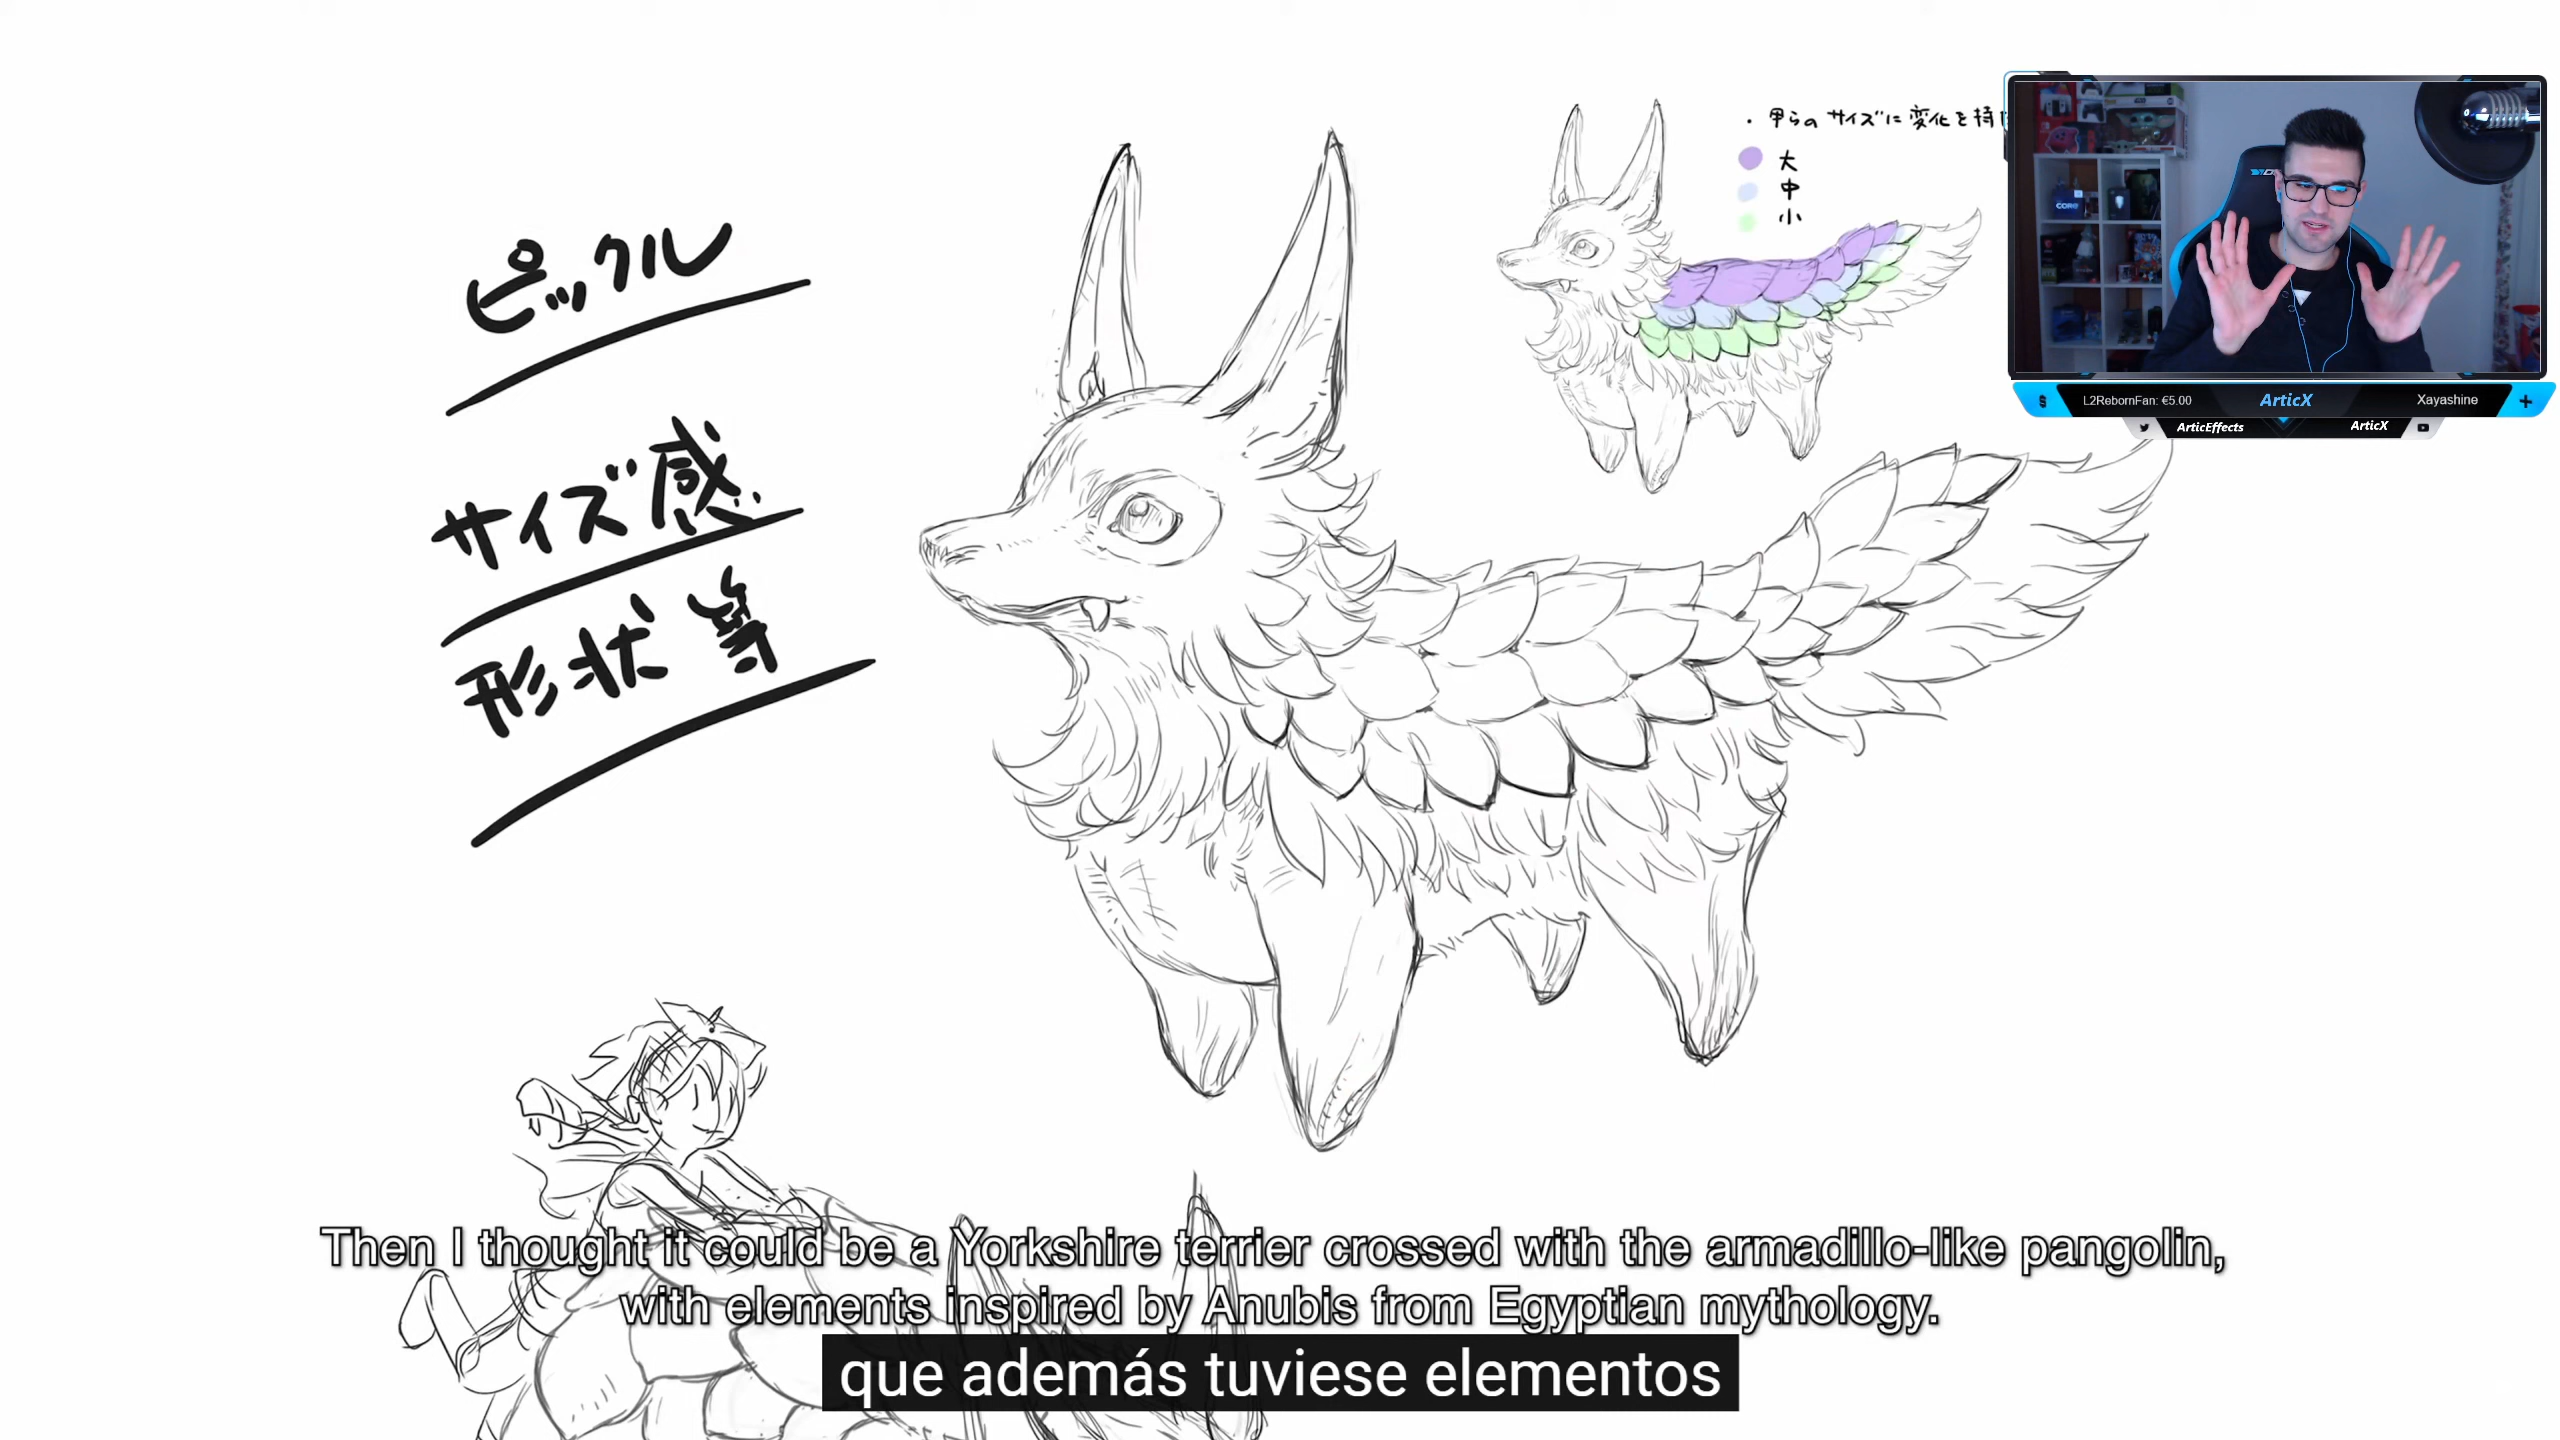 ピックル
サイズ感
形状 等
・甲らの サイズに 変化を持
大
中
小
CORE
L2RebornFan: €5.00
ArticX
Xayashine
ArticEffects
ArticX
Then I thought it could be a Yorkshire terrier crossed with the armadillo-like pangolin,
with elements inspired by Anubis from Egyptian mythology.
que además tuviese elementos